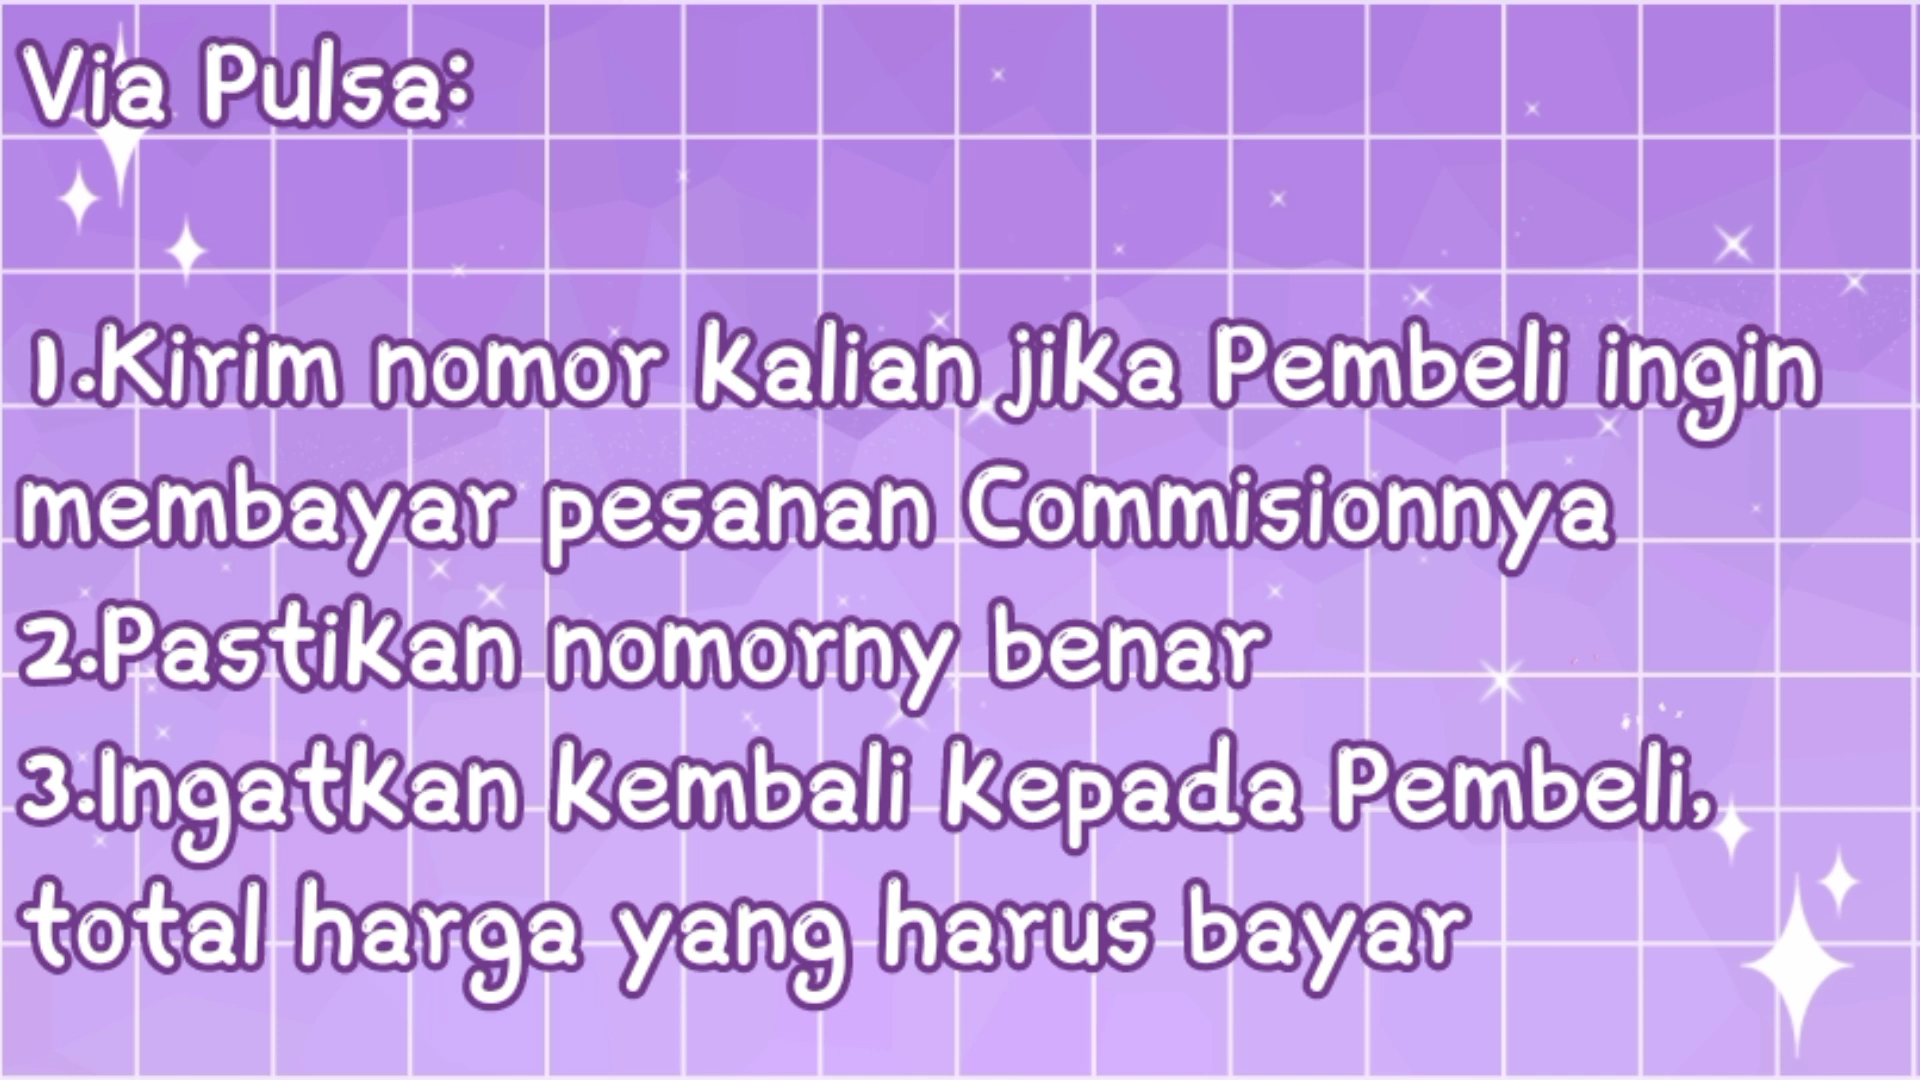 Via Pulsa:
1.Kirim nomor kalian jika Pembeli ingin
membayar pesanan Commisionnya
2.Pastikan nomorny benar
3.Ingatkan kembali kepada Pembeli,
total harga yang harus bayar